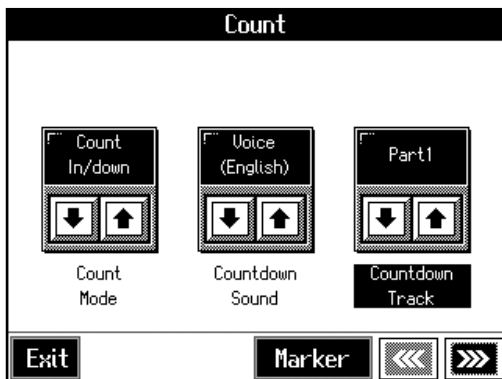 Count
Count
In/down
Voice
(English)
Part1
Count
Mode
Countdown
Sound
Countdown
Track
Exit
Marker